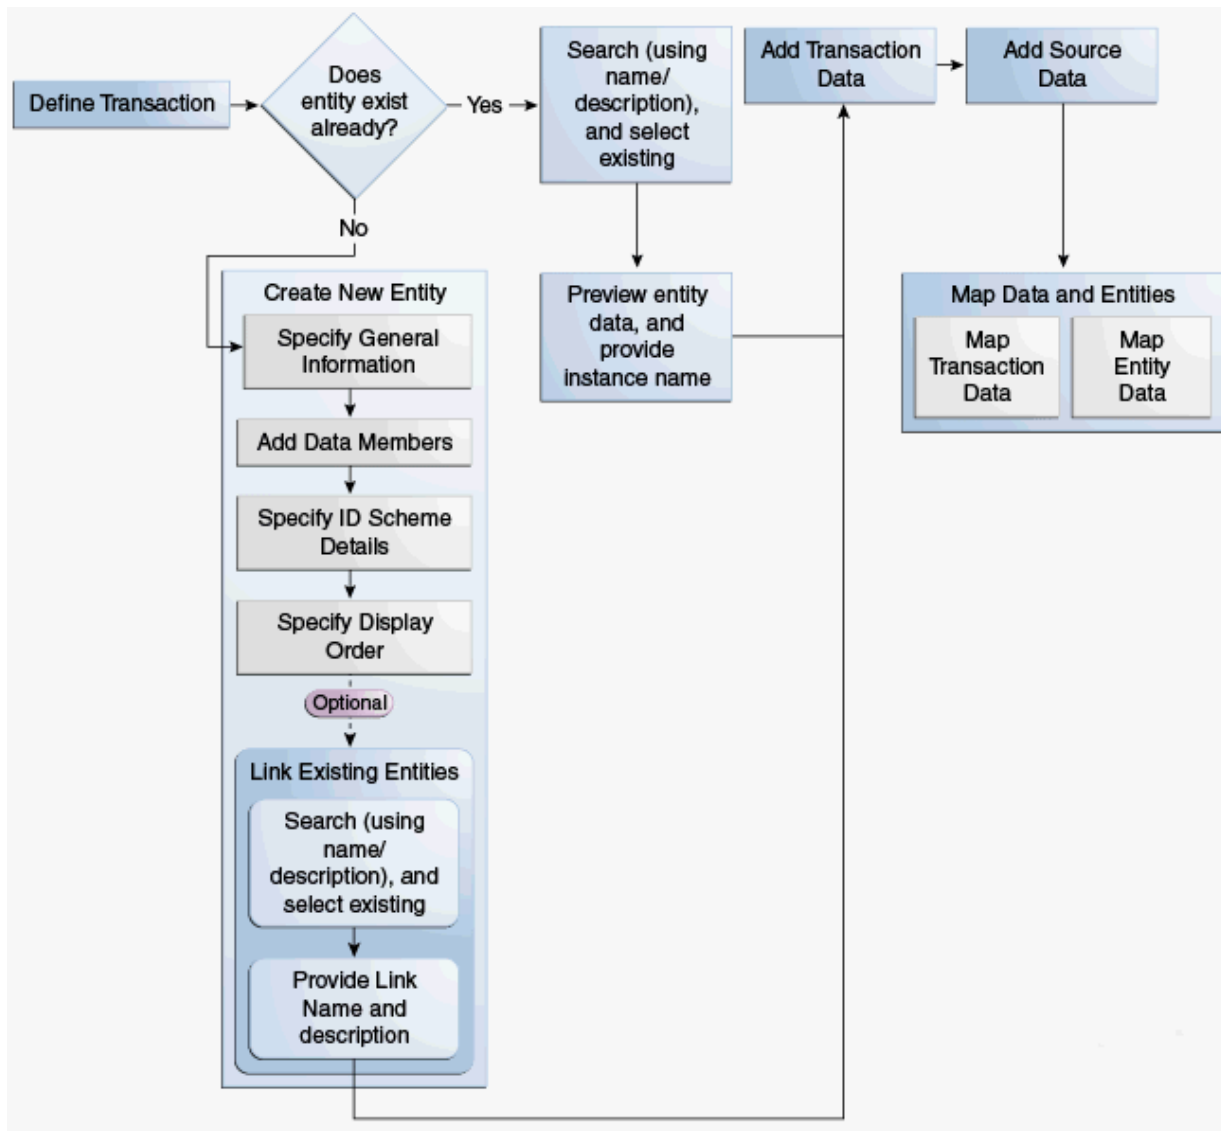 Define Transaction
Does
entity exist
already?
Yes
No
Search (using
name/
description),
and select
existing
Preview entity
data, and
provide
instance name
Add Transaction
Data
Add Source
Data
Map Data and Entities
Map
Transaction
Data
Map
Entity
Data
Create New Entity
Specify General
Information
Add Data Members
Specify ID Scheme
Details
Specify Display
Order
Optional
Link Existing Entities
Search (using
name/
description), and
select existing
Provide Link
Name and
description